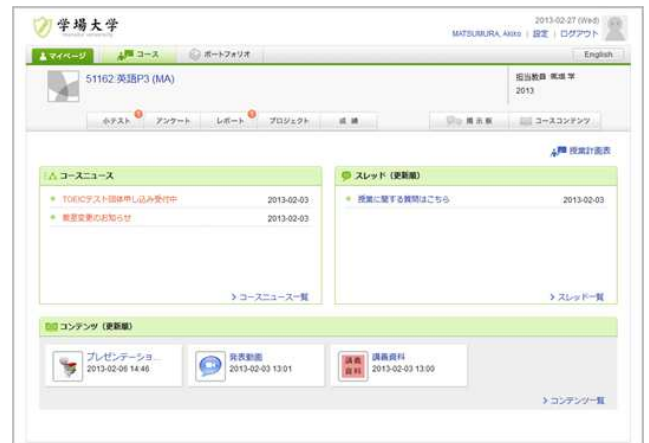 学場大学
2013-02-27 (Wed)
MATSUMURA, Akito | 設定 | ログアウト
マイページ
コース
ポートフォリオ
English
51162:英語P3 (MA)
2013
小テスト
アンケート
レポート
プロジェクト
成績
掲示板
コースコンテンツ
授業計画表
コースニュース
TOEICテスト団体申し込み受付中 2013-02-03
教室変更のお知らせ 2013-02-03
コースニュース一覧
スレッド（更新順）
授業に関する質問はこちら 2013-02-03
スレッド一覧
コンテンツ（更新順）
プレゼンテーショ...
2013-02-06 14:46
発表動画
2013-02-03 13:01
講義資料
講義資料
2013-02-03 13:00
コンテンツ一覧